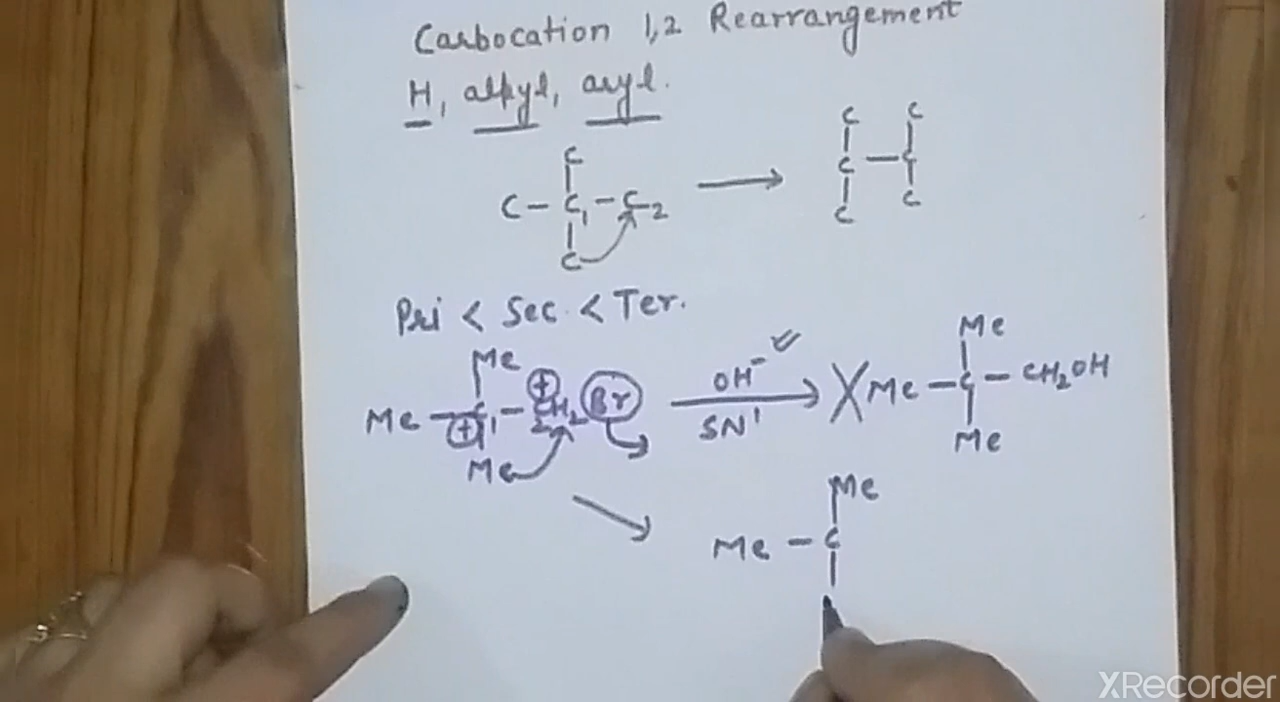 Carbocation 1,2 Rearrangement
H, alkyl, aryl.
C C C
C – C1 – C2 → C – C
C C C
Pri < Sec. < Ter.
Me Me
Me – C1 – 2CH2 Br OH⁻ SN¹ → X Me – C – CH2OH
Me Me
Me
Me – C
XRecorder